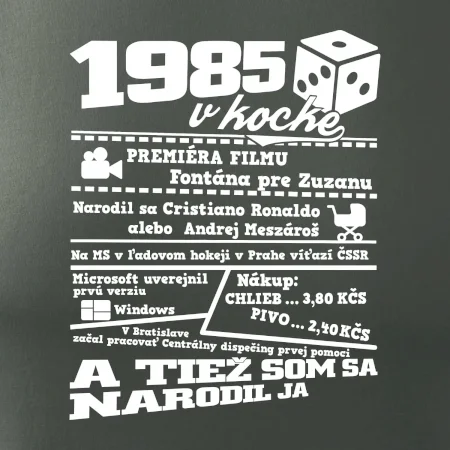 1985
v kocke
PREMIÉRA FILMU
Fontána pre Zuzanu
Narodil sa Cristiano Ronaldo
alebo Andrej Meszároš
Na MS v ľadovom hokeji v Prahe víťazí ČSSR
Microsoft uverejnil
prvú verziu
Windows
Nákup:
CHLIEB ... 3,80 KČS
PIVO ... 2,40 KČS
V Bratislave
začal pracovať Centrálny dispečing prvej pomoci
A TIEŽ SOM SA
NARODIL JA